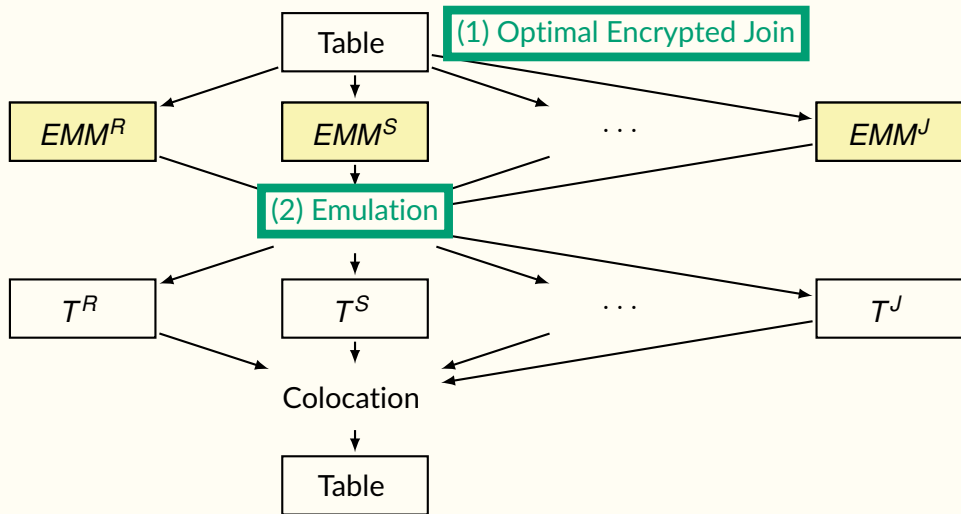 (1) Optimal Encrypted Join
Table
EMM^R EMM^S . . . EMM^J
(2) Emulation
T^R T^S . . . T^J
Colocation
Table